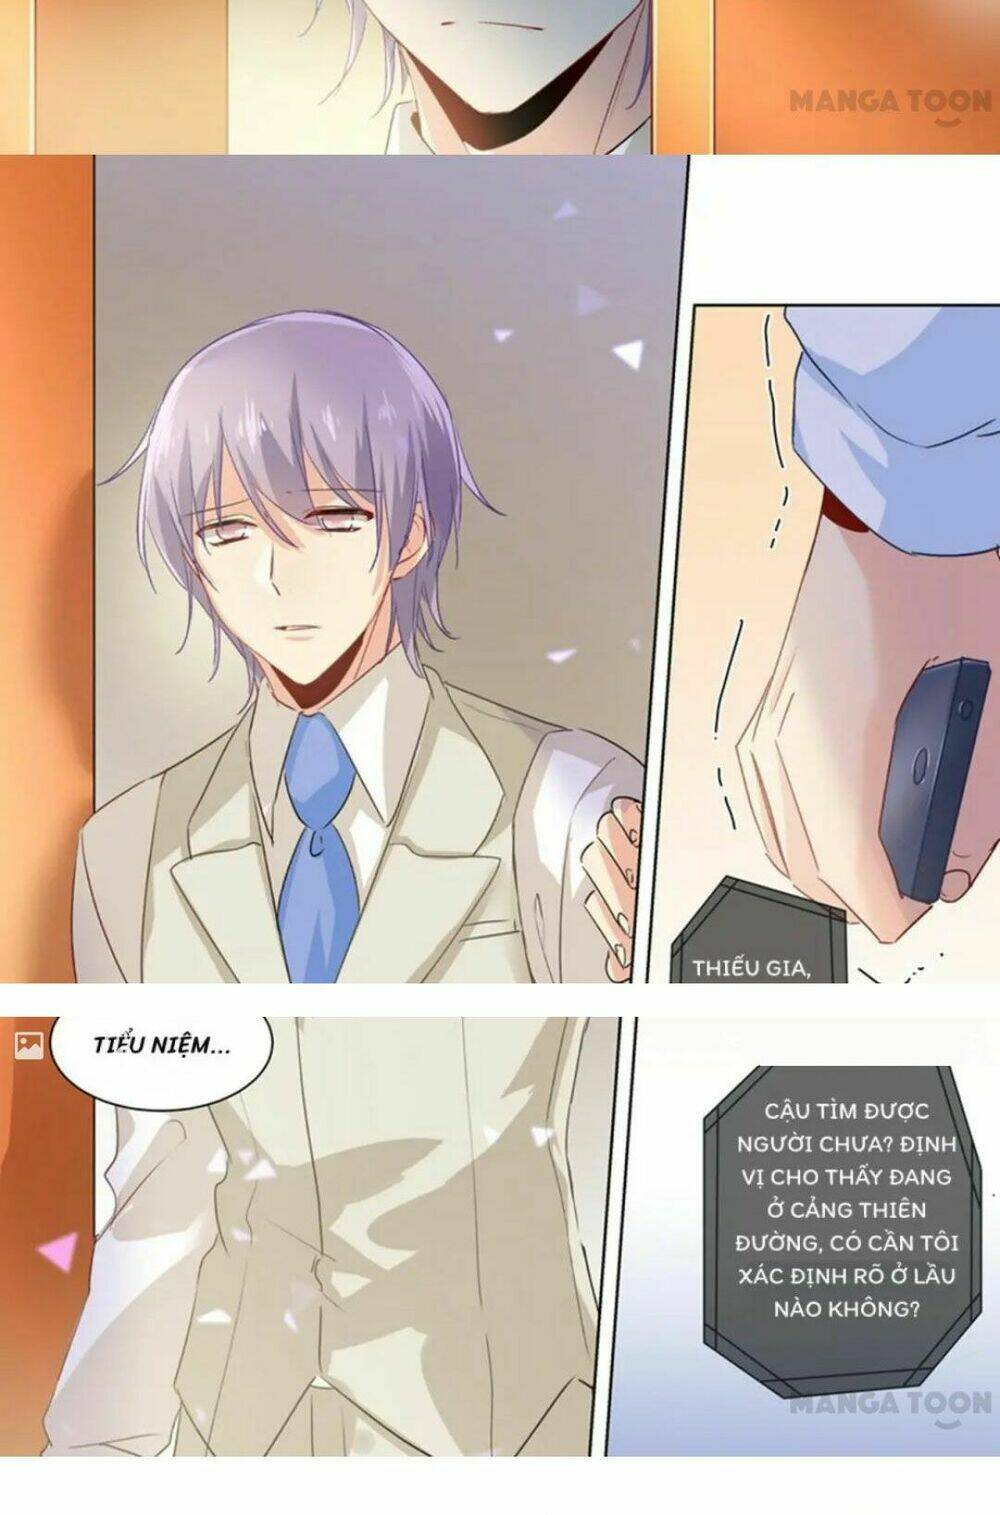 MANGA TOON
THIẾU GIA,
TIỂU NIỆM...
CẬU TÌM ĐƯỢC
NGƯỜI CHƯA? ĐỊNH
VỊ CHO THẤY ĐANG
Ở CẢNG THIÊN
ĐƯỜNG, CÓ CẦN TÔI
XÁC ĐỊNH RÕ Ở LẦU
NÀO KHÔNG?
MANGA TOON